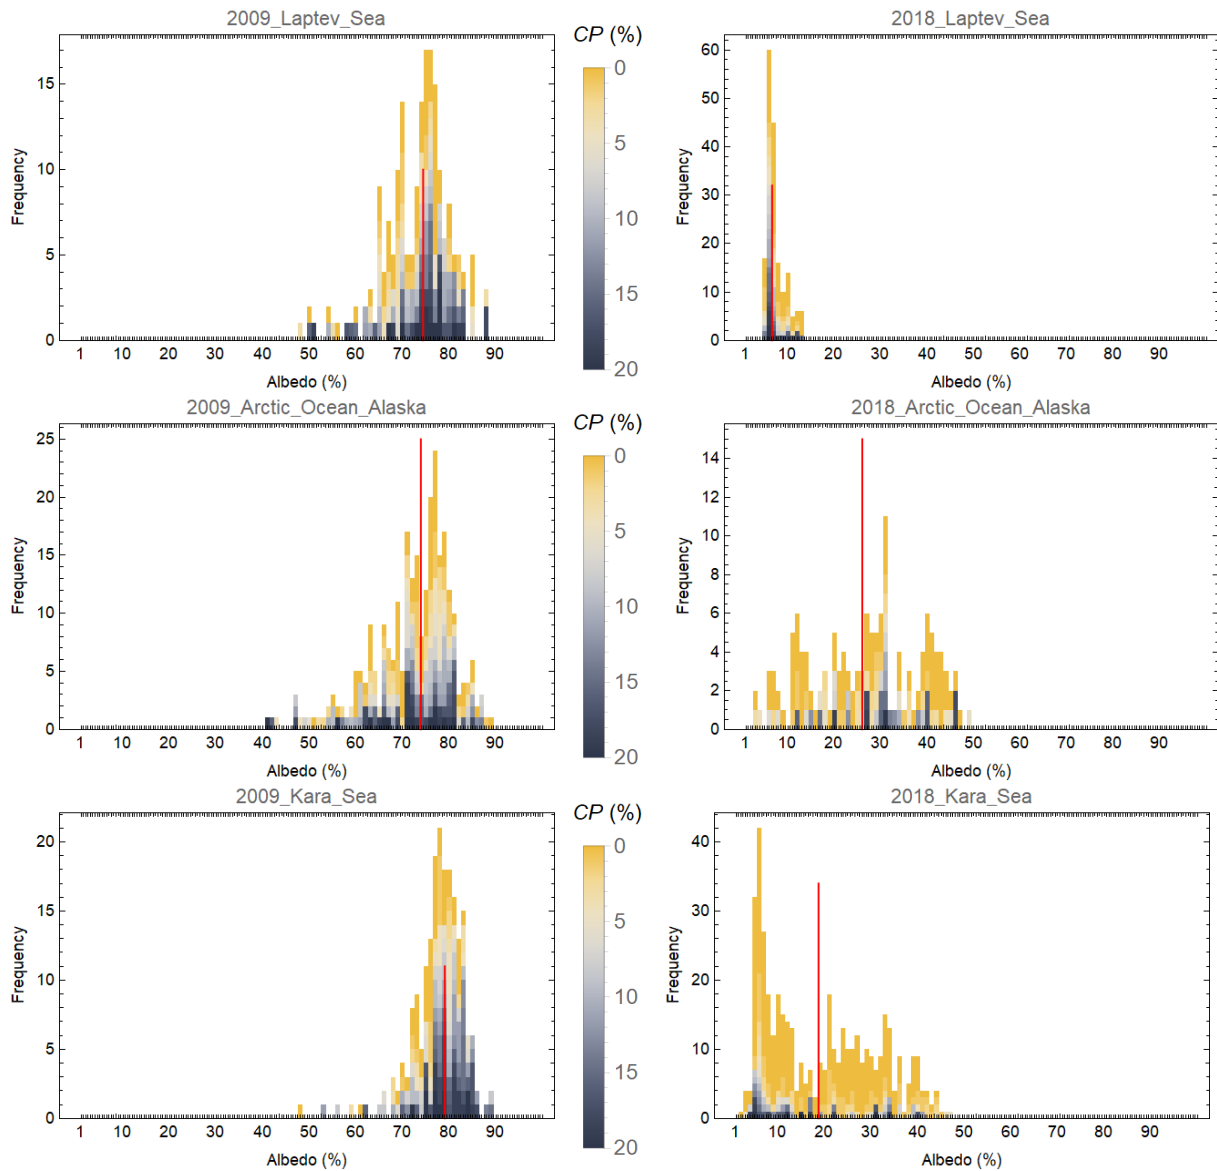 2009_Laptev_Sea
CP (%)
2018_Laptev_Sea
Frequency
15
10
5
0
1 10 20 30 40 50 60 70 80 90
Albedo (%)
0
5
10
15
20
Frequency
60
50
40
30
20
10
0
1 10 20 30 40 50 60 70 80 90
Albedo (%)
2009_Arctic_Ocean_Alaska
CP (%)
2018_Arctic_Ocean_Alaska
Frequency
25
20
15
10
5
0
1 10 20 30 40 50 60 70 80 90
Albedo (%)
0
5
10
15
20
Frequency
14
12
10
8
6
4
2
0
1 10 20 30 40 50 60 70 80 90
Albedo (%)
2009_Kara_Sea
CP (%)
2018_Kara_Sea
Frequency
20
15
10
5
0
1 10 20 30 40 50 60 70 80 90
Albedo (%)
0
5
10
15
20
Frequency
40
30
20
10
0
1 10 20 30 40 50 60 70 80 90
Albedo (%)